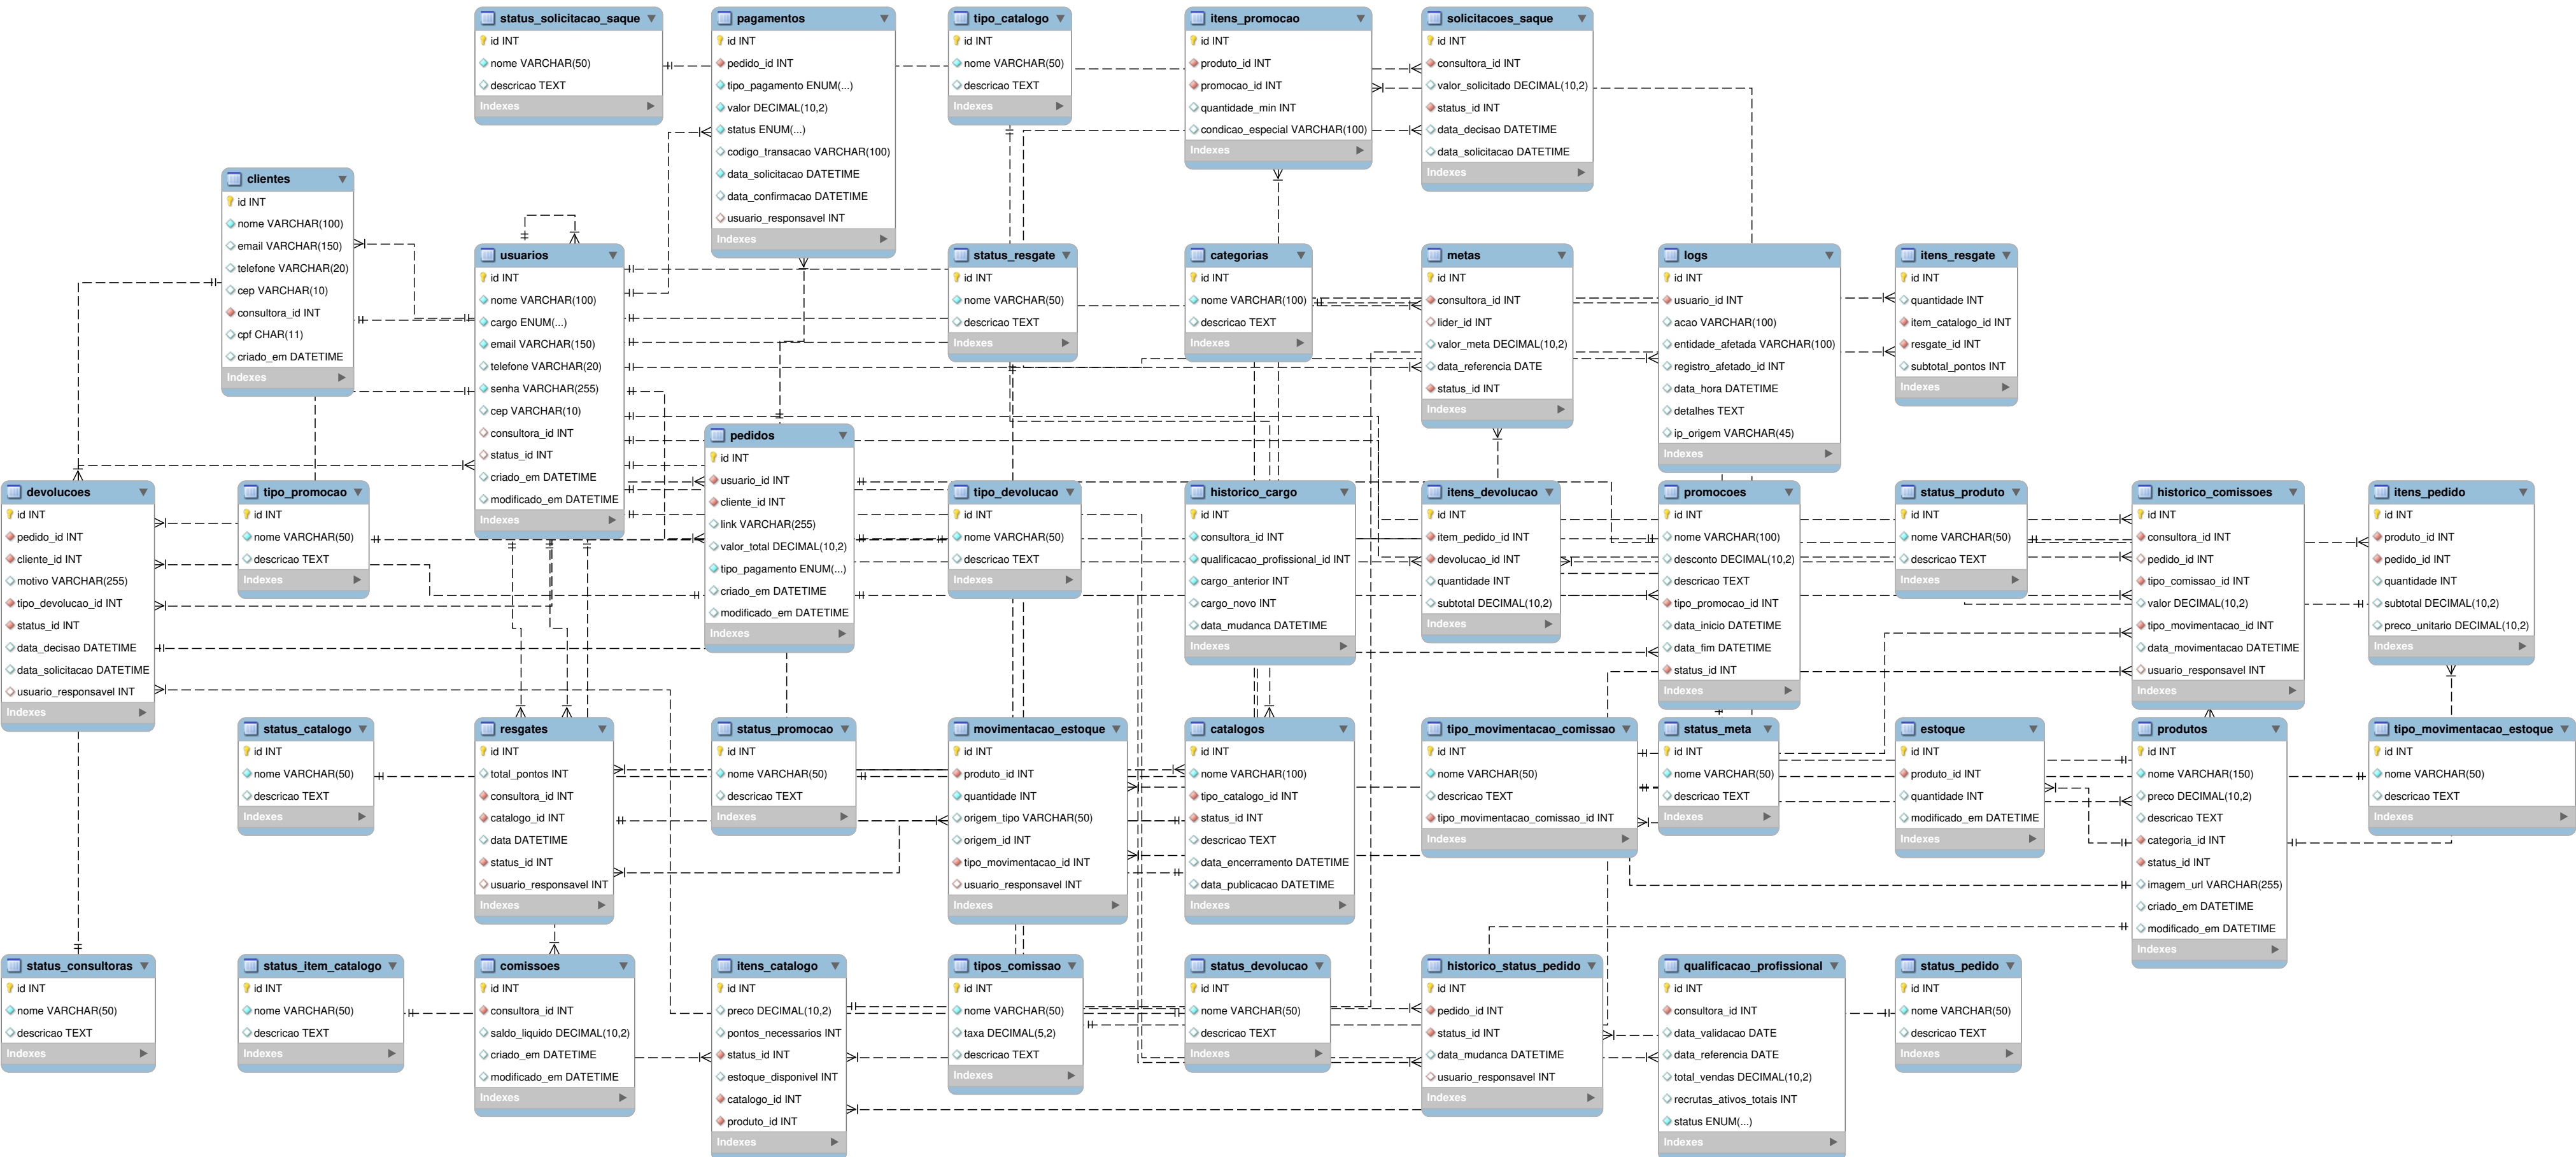 status_solicitacao_saque
id INT
nome VARCHAR(50)
descricao TEXT
Indexes
pagamentos
id INT
pedido_id INT
tipo_pagamento ENUM(...)
valor DECIMAL(10,2)
status ENUM(...)
codigo_transacao VARCHAR(100)
data_solicitacao DATETIME
data_confirmacao DATETIME
usuario_responsavel INT
Indexes
tipo_catalogo
id INT
nome VARCHAR(50)
descricao TEXT
Indexes
itens_promocao
id INT
produto_id INT
promocao_id INT
quantidade_min INT
condicao_especial VARCHAR(100)
Indexes
solicitacoes_saque
id INT
consultora_id INT
valor_solicitado DECIMAL(10,2)
status_id INT
data_decisao DATETIME
data_solicitacao DATETIME
Indexes
clientes
id INT
nome VARCHAR(100)
email VARCHAR(150)
telefone VARCHAR(20)
cep VARCHAR(10)
consultora_id INT
cpf CHAR(11)
criado_em DATETIME
Indexes
usuarios
id INT
nome VARCHAR(100)
cargo ENUM(...)
email VARCHAR(150)
telefone VARCHAR(20)
senha VARCHAR(255)
cep VARCHAR(10)
consultora_id INT
status_id INT
criado_em DATETIME
modificado_em DATETIME
Indexes
status_resgate
id INT
nome VARCHAR(50)
descricao TEXT
Indexes
categorias
id INT
nome VARCHAR(100)
descricao TEXT
Indexes
metas
id INT
consultora_id INT
lider_id INT
valor_meta DECIMAL(10,2)
data_referencia DATE
status_id INT
Indexes
logs
id INT
usuario_id INT
acao VARCHAR(100)
entidade_afetada VARCHAR(100)
registro_afetado_id INT
data_hora DATETIME
detalhes TEXT
ip_origem VARCHAR(45)
Indexes
itens_resgate
id INT
quantidade INT
item_catalogo_id INT
resgate_id INT
subtotal_pontos INT
Indexes
pedidos
id INT
usuario_id INT
cliente_id INT
link VARCHAR(255)
valor_total DECIMAL(10,2)
tipo_pagamento ENUM(...)
criado_em DATETIME
modificado_em DATETIME
Indexes
devolucoes
id INT
pedido_id INT
cliente_id INT
motivo VARCHAR(255)
tipo_devolucao_id INT
status_id INT
data_decisao DATETIME
data_solicitacao DATETIME
usuario_responsavel INT
Indexes
tipo_promocao
id INT
nome VARCHAR(50)
descricao TEXT
Indexes
tipo_devolucao
id INT
nome VARCHAR(50)
descricao TEXT
Indexes
historico_cargo
id INT
consultora_id INT
qualificacao_profissional_id INT
cargo_anterior INT
cargo_novo INT
data_mudanca DATETIME
Indexes
itens_devolucao
id INT
item_pedido_id INT
devolucao_id INT
quantidade INT
subtotal DECIMAL(10,2)
Indexes
promocoes
id INT
nome VARCHAR(100)
desconto DECIMAL(10,2)
descricao TEXT
tipo_promocao_id INT
data_inicio DATETIME
data_fim DATETIME
status_id INT
Indexes
status_produto
id INT
nome VARCHAR(50)
descricao TEXT
Indexes
historico_comissoes
id INT
consultora_id INT
pedido_id INT
tipo_comissao_id INT
valor DECIMAL(10,2)
tipo_movimentacao_id INT
data_movimentacao DATETIME
usuario_responsavel INT
Indexes
itens_pedido
id INT
produto_id INT
pedido_id INT
quantidade INT
subtotal DECIMAL(10,2)
preco_unitario DECIMAL(10,2)
Indexes
status_catalogo
id INT
nome VARCHAR(50)
descricao TEXT
Indexes
resgates
id INT
total_pontos INT
consultora_id INT
catalogo_id INT
data DATETIME
status_id INT
usuario_responsavel INT
Indexes
status_promocao
id INT
nome VARCHAR(50)
descricao TEXT
Indexes
movimentacao_estoque
id INT
produto_id INT
quantidade INT
origem_tipo VARCHAR(50)
origem_id INT
tipo_movimentacao_id INT
usuario_responsavel INT
Indexes
catalogos
id INT
nome VARCHAR(100)
tipo_catalogo_id INT
status_id INT
descricao TEXT
data_encerramento DATETIME
data_publicacao DATETIME
Indexes
tipo_movimentacao_comissao
id INT
nome VARCHAR(50)
descricao TEXT
tipo_movimentacao_comissao_id INT
Indexes
status_meta
id INT
nome VARCHAR(50)
descricao TEXT
Indexes
estoque
id INT
produto_id INT
quantidade INT
modificado_em DATETIME
Indexes
produtos
id INT
nome VARCHAR(150)
preco DECIMAL(10,2)
descricao TEXT
categoria_id INT
status_id INT
imagem_url VARCHAR(255)
criado_em DATETIME
modificado_em DATETIME
Indexes
tipo_movimentacao_estoque
id INT
nome VARCHAR(50)
descricao TEXT
Indexes
status_consultoras
id INT
nome VARCHAR(50)
descricao TEXT
Indexes
status_item_catalogo
id INT
nome VARCHAR(50)
descricao TEXT
Indexes
comissoes
id INT
consultora_id INT
saldo_liquido DECIMAL(10,2)
criado_em DATETIME
modificado_em DATETIME
Indexes
itens_catalogo
id INT
preco DECIMAL(10,2)
pontos_necessarios INT
status_id INT
estoque_disponivel INT
catalogo_id INT
produto_id INT
Indexes
tipos_comissao
id INT
nome VARCHAR(50)
taxa DECIMAL(5,2)
descricao TEXT
Indexes
status_devolucao
id INT
nome VARCHAR(50)
descricao TEXT
Indexes
historico_status_pedido
id INT
pedido_id INT
status_id INT
data_mudanca DATETIME
usuario_responsavel INT
Indexes
qualificacao_profissional
id INT
consultora_id INT
data_validacao DATE
data_referencia DATE
total_vendas DECIMAL(10,2)
recrutas_ativos_totais INT
status ENUM(...)
Indexes
status_pedido
id INT
nome VARCHAR(50)
descricao TEXT
Indexes